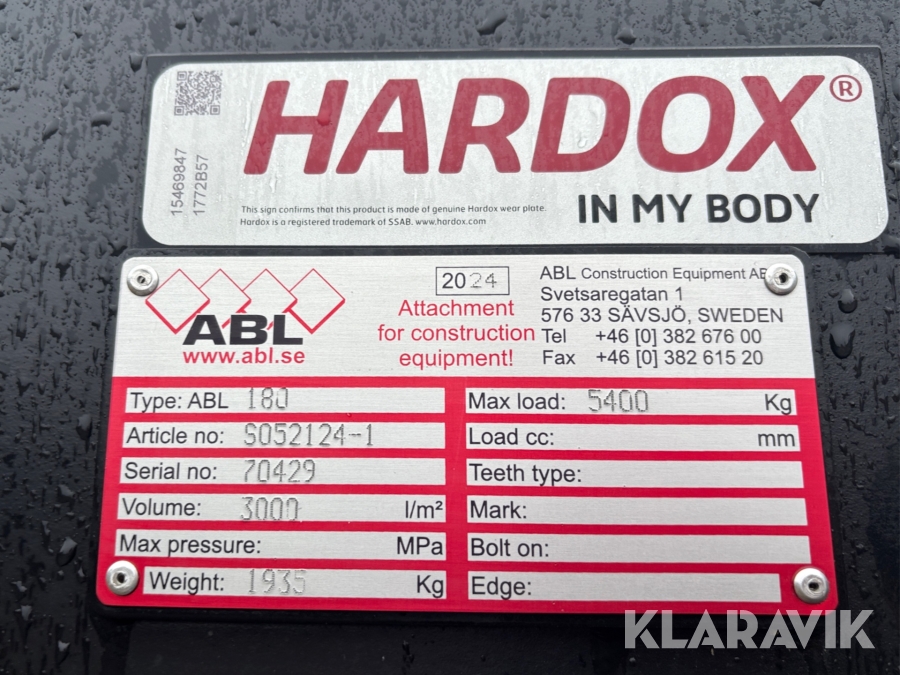 15469847
1772B57
HARDOX®
IN MY BODY
This sign confirms that this product is made of genuine Hardox wear plate.
Hardox is a registered trademark of SSAB. www.hardox.com
ABL
www.abl.se
2024
Attachment
for construction
equipment!
ABL Construction Equipment AB
Svetsaregatan 1
576 33 SÄVSJÖ, SWEDEN
Tel +46 [0] 382 676 00
Fax +46 [0] 382 615 20
Type: ABL 180
Article no: S052124-1
Serial no: 70429
Volume: 3000 l/m²
Max pressure: MPa
Weight: 1935 Kg
Max load: 5400 Kg
Load cc: mm
Teeth type:
Mark:
Bolt on:
Edge:
KLARAVIK